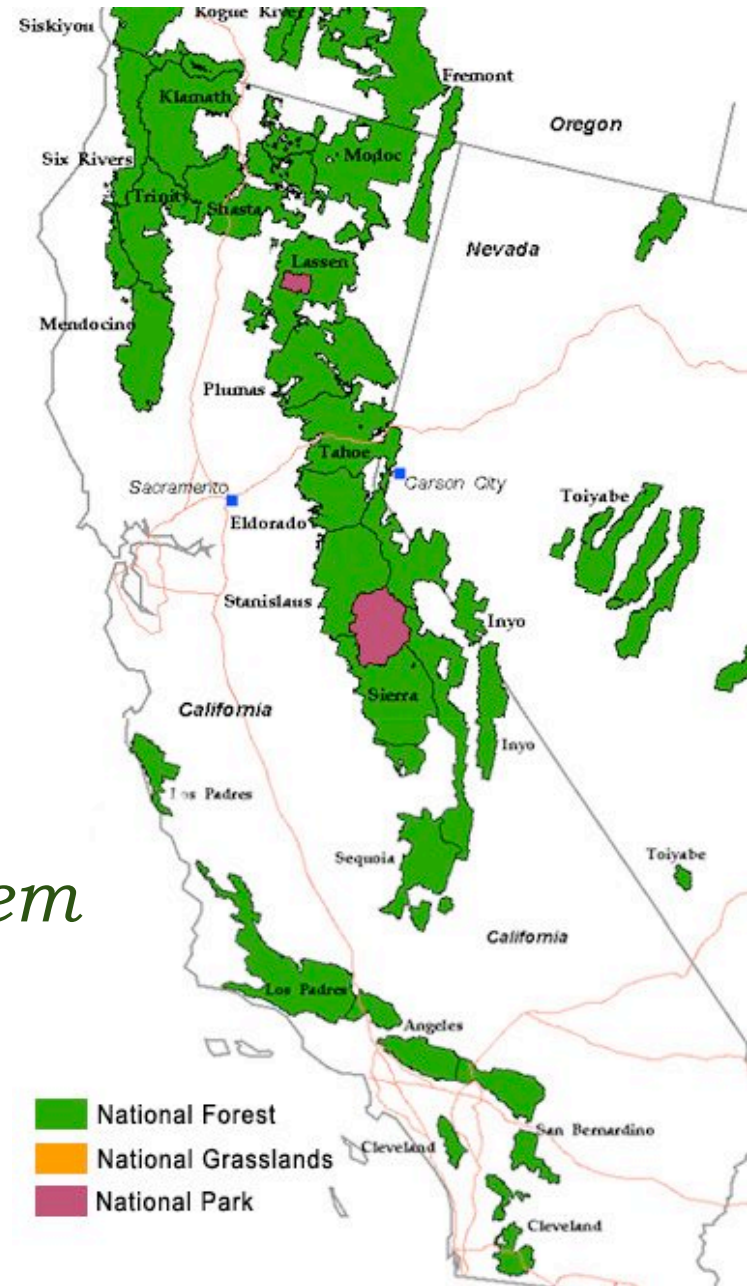 Siskiyou
Rogue River
Klamath
Fremont
Oregon
Six Rivers
Modoc
Trinity
Shasta
Nevada
Lassen
Mendocino
Plumas
Tahoe
Sacramento
Carson City
Toiyabe
Eldorado
Stanislaus
Inyo
Sierra
California
Inyo
Los Padres
Sequoia
Toiyabe
em
California
Los Padres
Angeles
National Forest
San Bernardino
Cleveland
National Grasslands
National Park
Cleveland